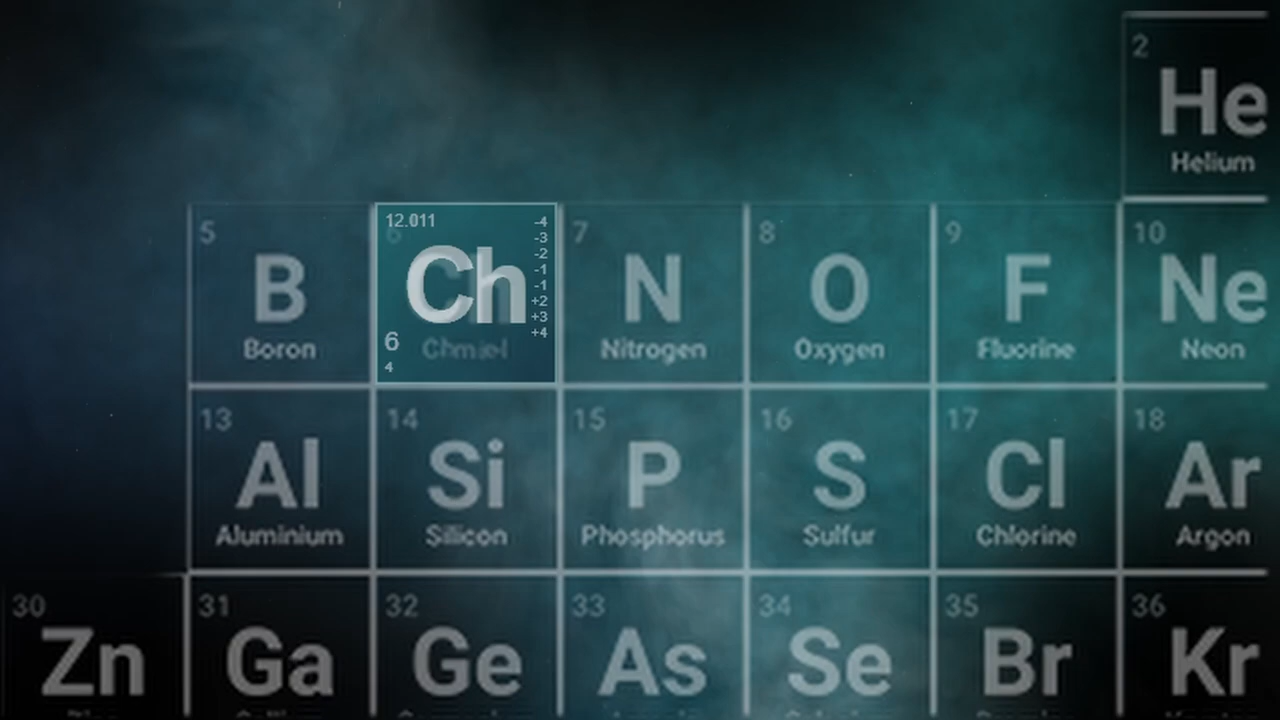 2
He
Helium
5
B
Boron
12.011
-4
-3
-2
-1
-1
+2
+3
+4
Ch
6
4
7
N
Nitrogen
8
O
Oxygen
9
F
Fluorine
10
Ne
Neon
13
Al
Aluminium
14
Si
Silicon
15
P
Phosphorus
16
S
Sulfur
17
Cl
Chlorine
18
Ar
Argon
30
Zn
31
Ga
32
Ge
33
As
34
Se
35
Br
36
Kr